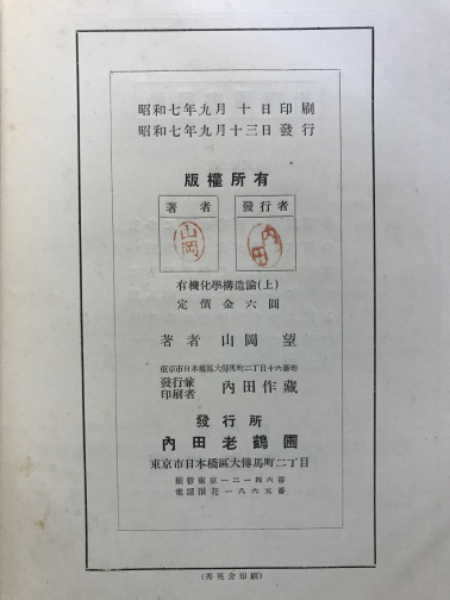 昭和七年九月十日印刷
昭和七年九月十三日發行
版權所有
著者
發行者
山岡
內田
有機化學構造論(上)
定價金六圓
著者 山岡望
東京市日本橋區大傳馬町二丁目十六番地
發行兼
印刷者
內田作藏
發行所
內田老鶴圃
東京市日本橋區大傳馬町二丁目
振替東京一二一四六番
電話浪花一八六五番
(秀英舍印刷)